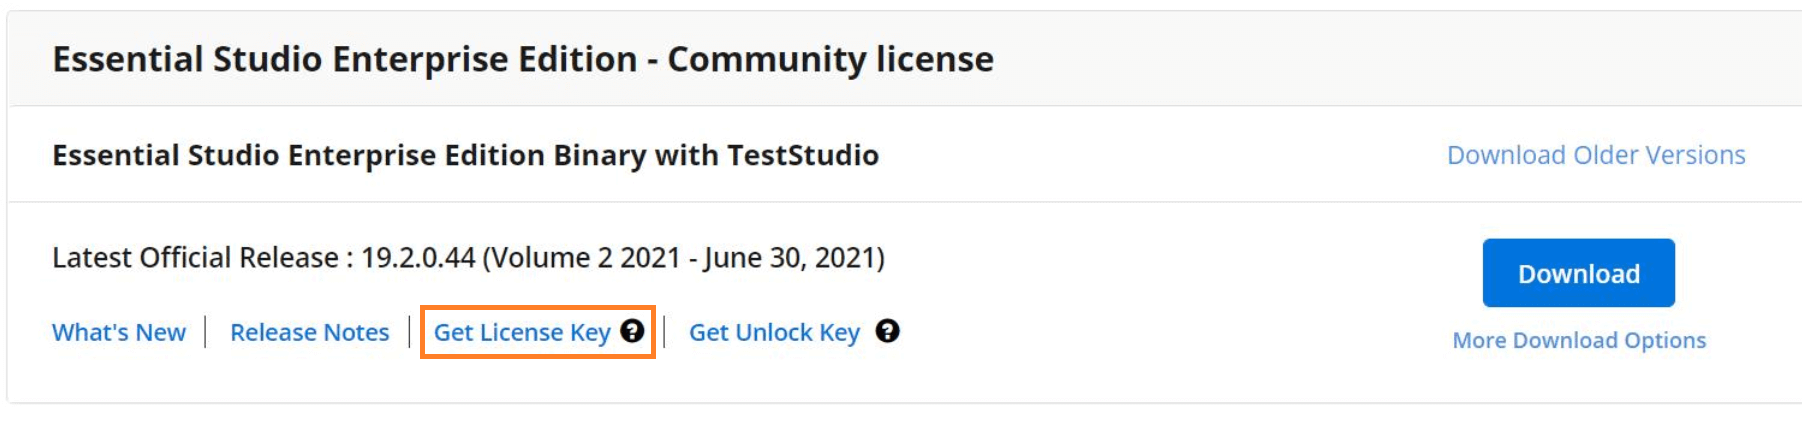 Essential Studio Enterprise Edition - Community license
Essential Studio Enterprise Edition Binary with TestStudio
Download Older Versions
Latest Official Release : 19.2.0.44 (Volume 2 2021 - June 30, 2021)
Download
What's New | Release Notes | Get License Key ? | Get Unlock Key ?
More Download Options